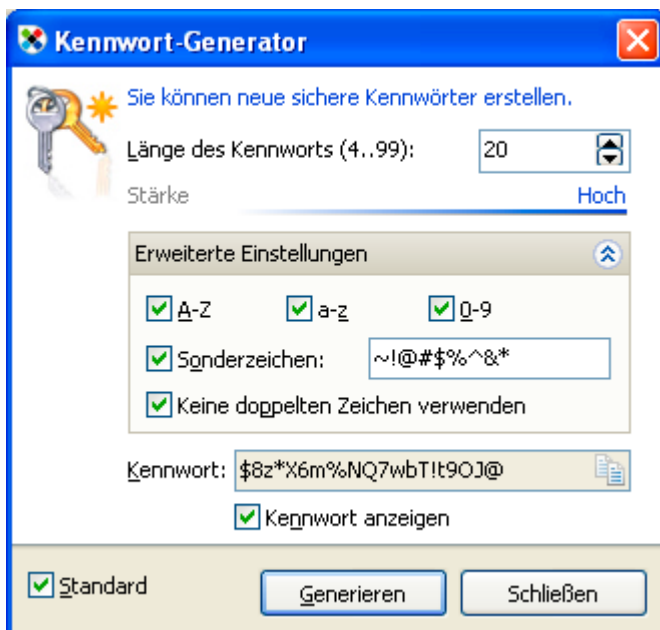 Kennwort-Generator
Sie können neue sichere Kennwörter erstellen.
Länge des Kennworts (4..99): 20
Stärke Hoch
Erweiterte Einstellungen
A-Z a-z 0-9
Sonderzeichen: ~!@#$%^&*
Keine doppelten Zeichen verwenden
Kennwort: $8z*X6m%NQ7wbT!t9OJ@
Kennwort anzeigen
Standard Generieren Schließen